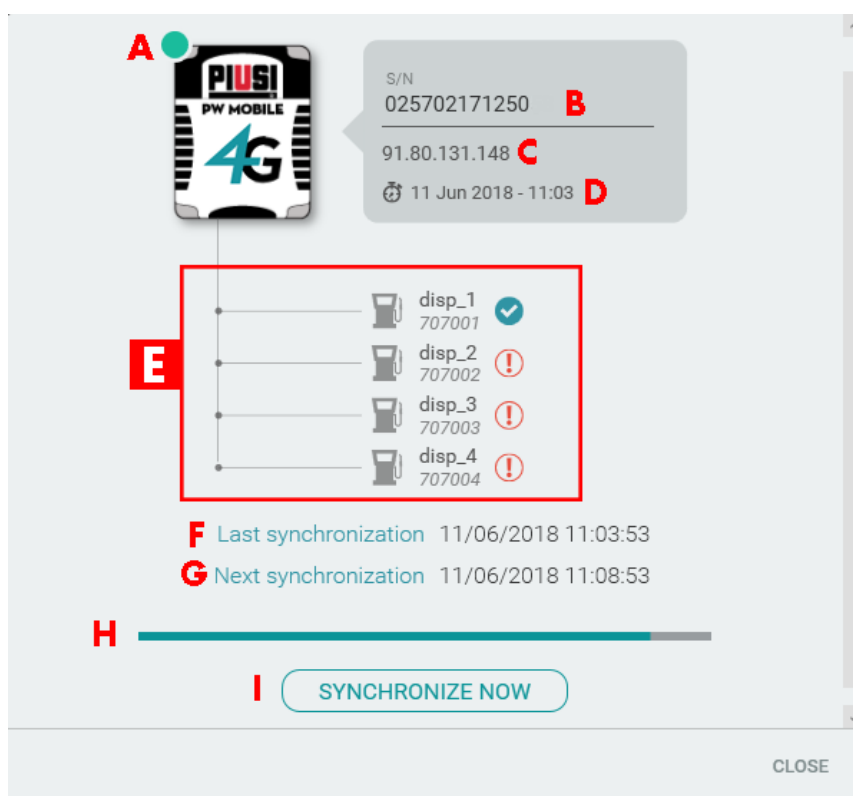 A
PIUSI
PW MOBILE
4G
S/N
025702171250 B
91.80.131.148 C
11 Jun 2018 - 11:03 D
E
disp_1
707001
disp_2
707002
disp_3
707003
disp_4
707004
F Last synchronization 11/06/2018 11:03:53
G Next synchronization 11/06/2018 11:08:53
H
I SYNCHRONIZE NOW
CLOSE